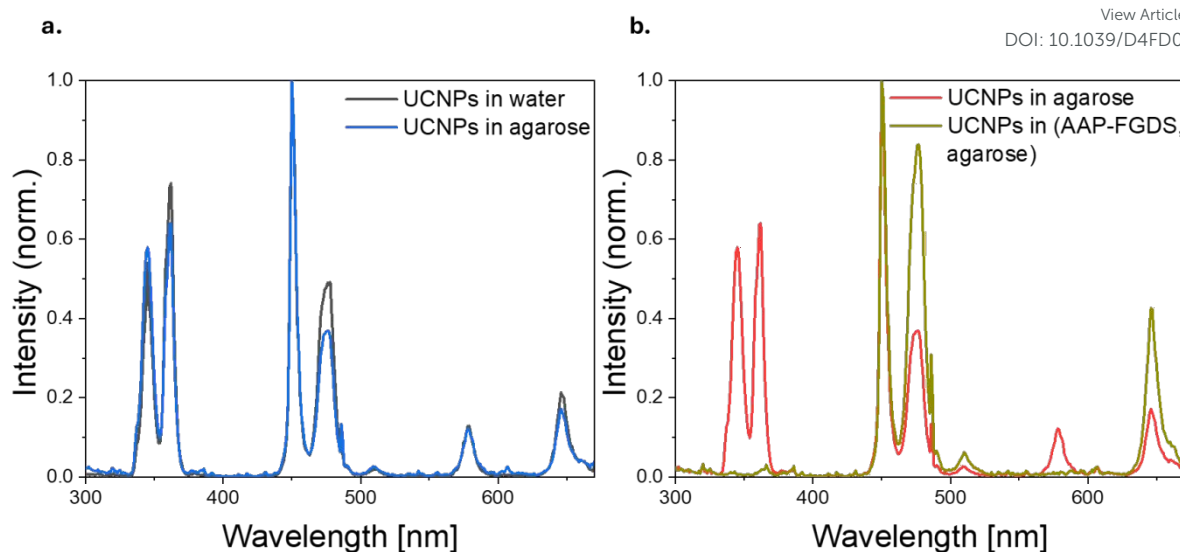 View Article
DOI: 10.1039/D4FD0
a.
Intensity (norm.)
1.0
0.8
0.6
0.4
0.2
0.0
UCNPs in water
UCNPs in agarose
300 400 500 600
Wavelength [nm]
b.
Intensity (norm.)
1.0
0.8
0.6
0.4
0.2
0.0
UCNPs in agarose
UCNPs in (AAP-FGDS,
agarose)
300 400 500 600
Wavelength [nm]